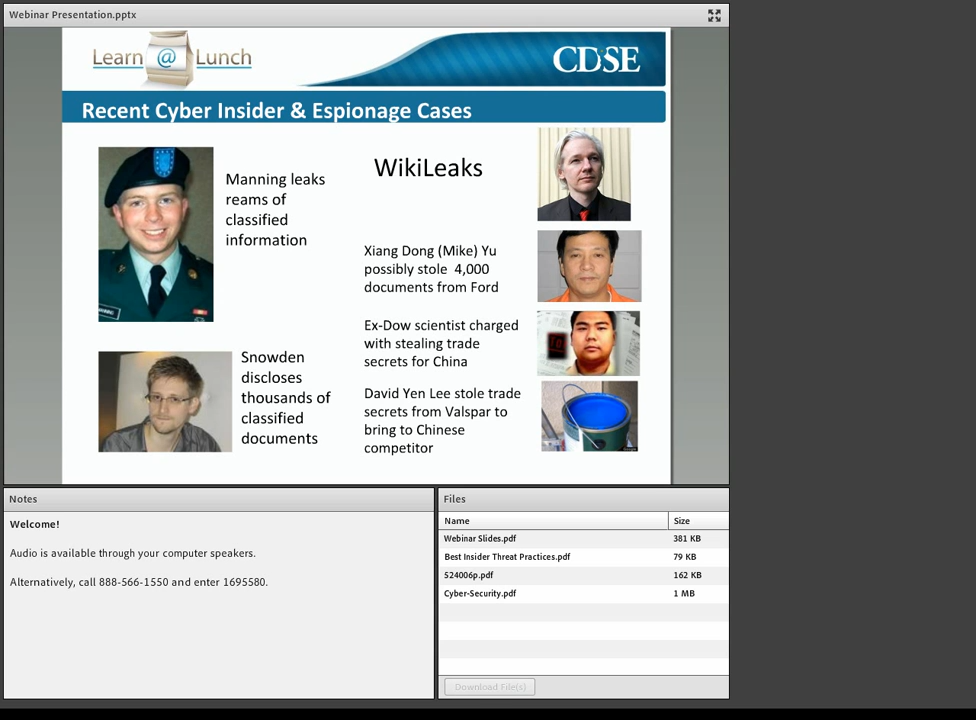 Webinar Presentation.pptx
Learn @ Lunch
CDSE
Recent Cyber Insider & Espionage Cases
Manning leaks
reams of
classified
information
Snowden
discloses
thousands of
classified
documents
WikiLeaks
Xiang Dong (Mike) Yu
possibly stole 4,000
documents from Ford
Ex-Dow scientist charged
with stealing trade
secrets for China
David Yen Lee stole trade
secrets from Valspar to
bring to Chinese
competitor
Notes
Welcome!
Audio is available through your computer speakers.
Alternatively, call 888-566-1550 and enter 1695580.
Files
Name Size
Webinar Slides.pdf 381 KB
Best Insider Threat Practices.pdf 79 KB
524006p.pdf 162 KB
Cyber-Security.pdf 1 MB
Download File(s)